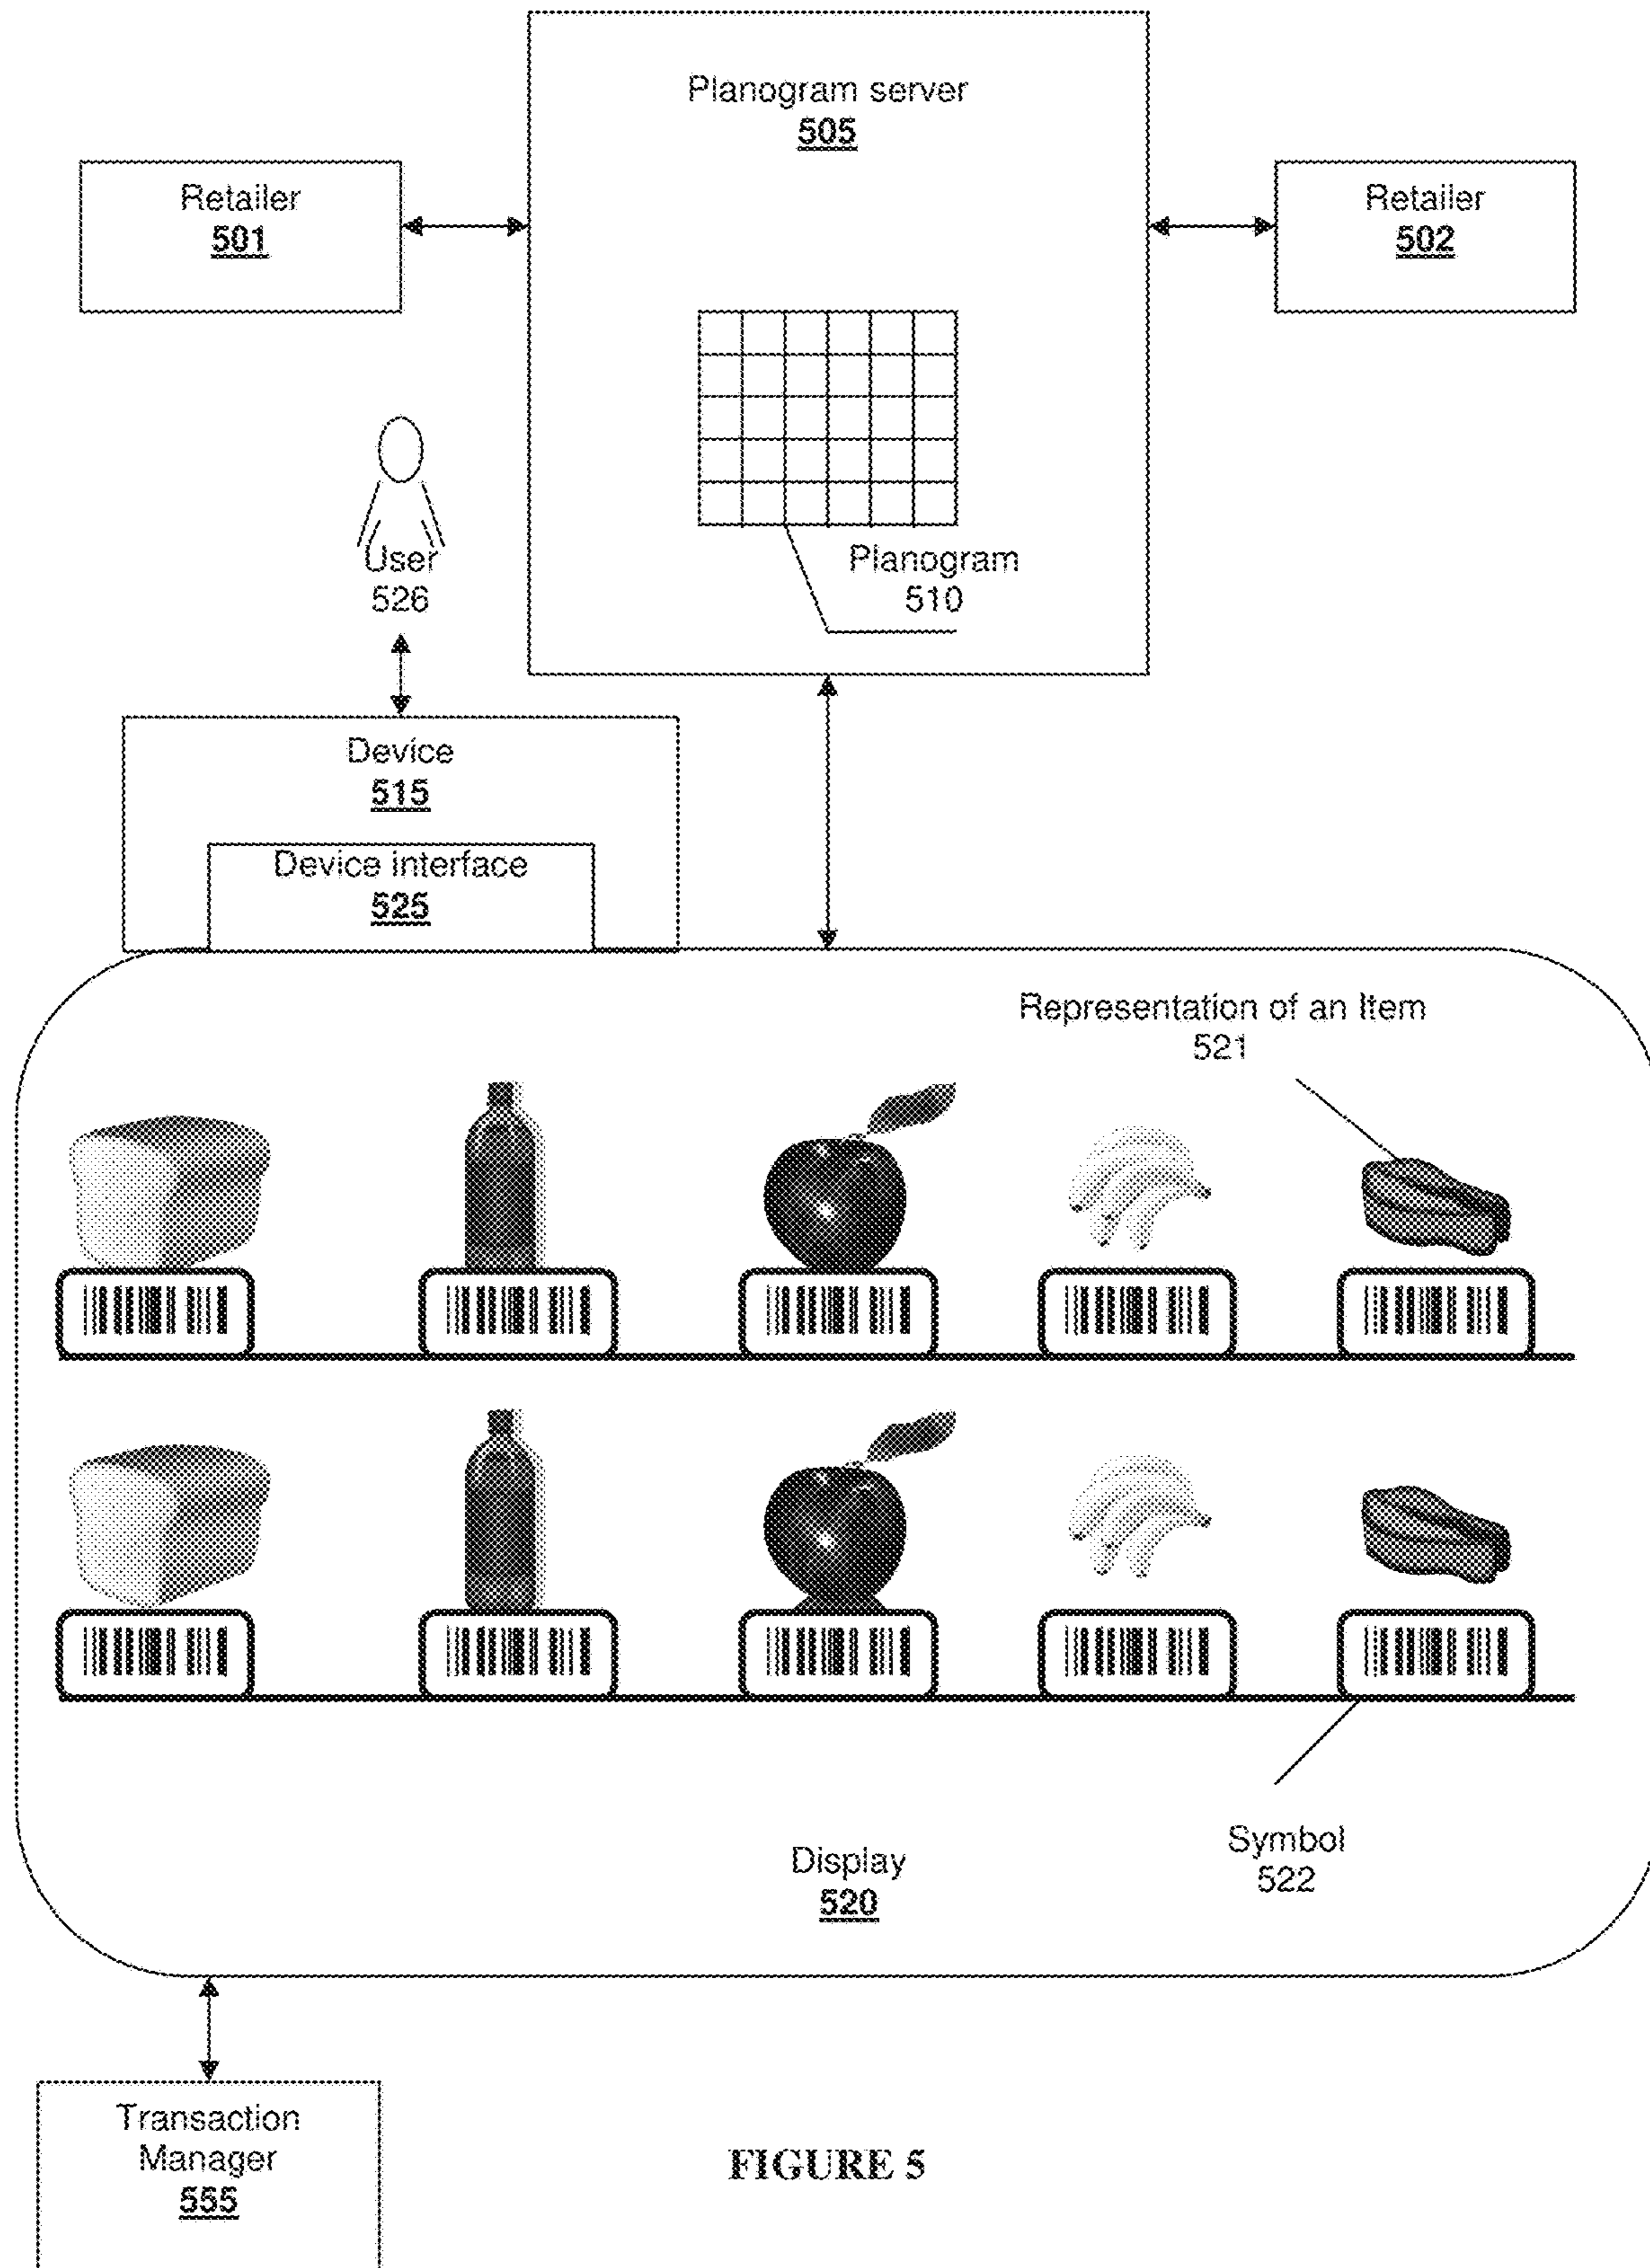 Planogram server
505
Retailer
501
Retailer
502
Planogram
510
User
526
Device
515
Device interface
525
Representation of an Item
521
Symbol
522
Display
520
Transaction
Manager
555
FIGURE 5